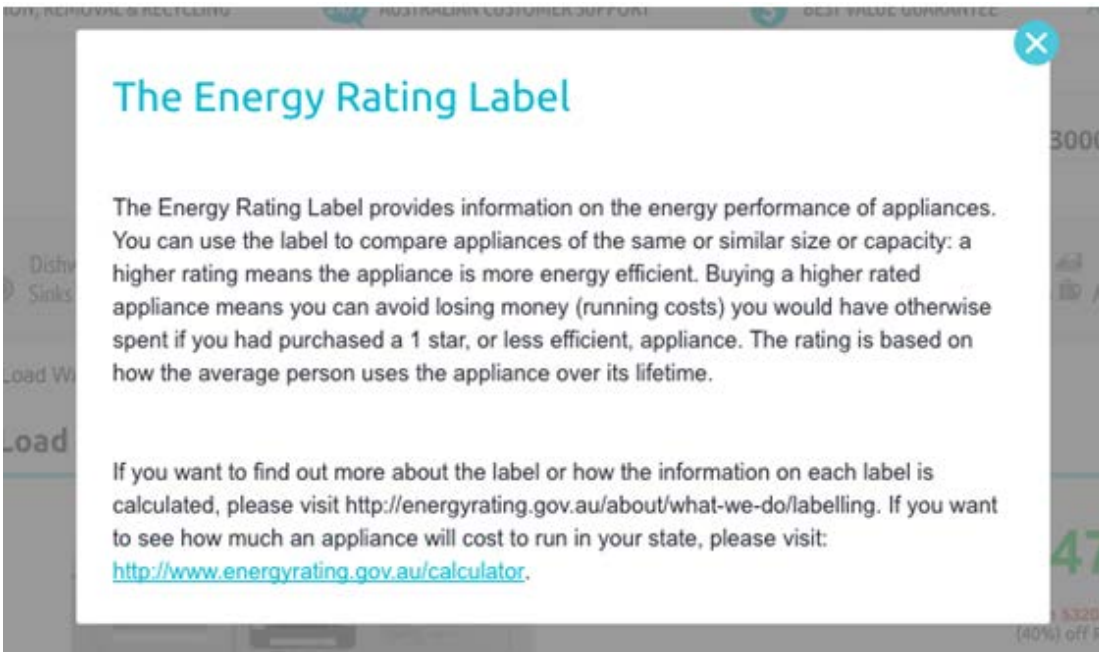 REMOVAL & RECYCLING AUSTRALIAN CUSTOMER SUPPORT BEST VALUE GUARANTEE
The Energy Rating Label
3000
The Energy Rating Label provides information on the energy performance of appliances.
You can use the label to compare appliances of the same or similar size or capacity: a
higher rating means the appliance is more energy efficient. Buying a higher rated
appliance means you can avoid losing money (running costs) you would have otherwise
spent if you had purchased a 1 star, or less efficient, appliance. The rating is based on
how the average person uses the appliance over its lifetime.
Sinks
Load
Load
If you want to find out more about the label or how the information on each label is
calculated, please visit http://energyrating.gov.au/about/what-we-do/labelling. If you want
to see how much an appliance will cost to run in your state, please visit:
http://www.energyrating.gov.au/calculator.
47
$320
(40%) off